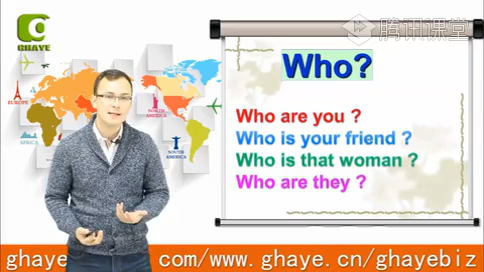 GHAYE
腾讯课堂
Who?
Who are you ?
Who is your friend ?
Who is that woman ?
Who are they ?
EUROPE
AFRICA
NORTH
AMERICA
SOUTH
AMERICA
ghaye com/www.ghaye.cn/ghayebiz